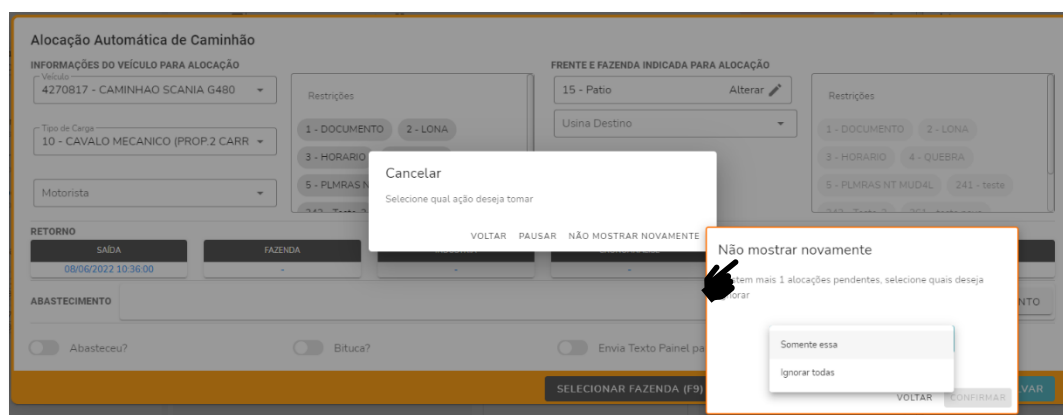 Alocação Automática de Caminhão
INFORMAÇÕES DO VEÍCULO PARA ALOCAÇÃO
FRENTE E FAZENDA INDICADA PARA ALOCAÇÃO
Veículo
4270817 - CAMINHAO SCANIA G480
Restrições
15 - Patio
Alterar
Restrições
Usina Destino
Tipo de Carga
10 - CAVALO MECANICO (PROP.2 CARR
1 - DOCUMENTO 2 - LONA
1 - DOCUMENTO 2 - LONA
3 - HORARIO
3 - HORARIO 4 - QUEBRA
Motorista
5 - PLMRAS N
5 - PLMRAS NT MUD4L 241 - teste
Cancelar
Selecione qual ação deseja tomar
VOLTAR PAUSAR NÃO MOSTRAR NOVAMENTE
RETORNO
SAÍDA
FAZENDA
08/06/2022 10:36:00
-
-
-
Não mostrar novamente
mais 1 alocações pendentes, selecione quais deseja
Somente essa
Ignorar todas
VOLTAR CONFIRMAR
ABASTECIMENTO
NTO
Abasteceu?
Bituca?
Envia Texto Painel pa
SELECIONAR FAZENDA (F9)
VAR